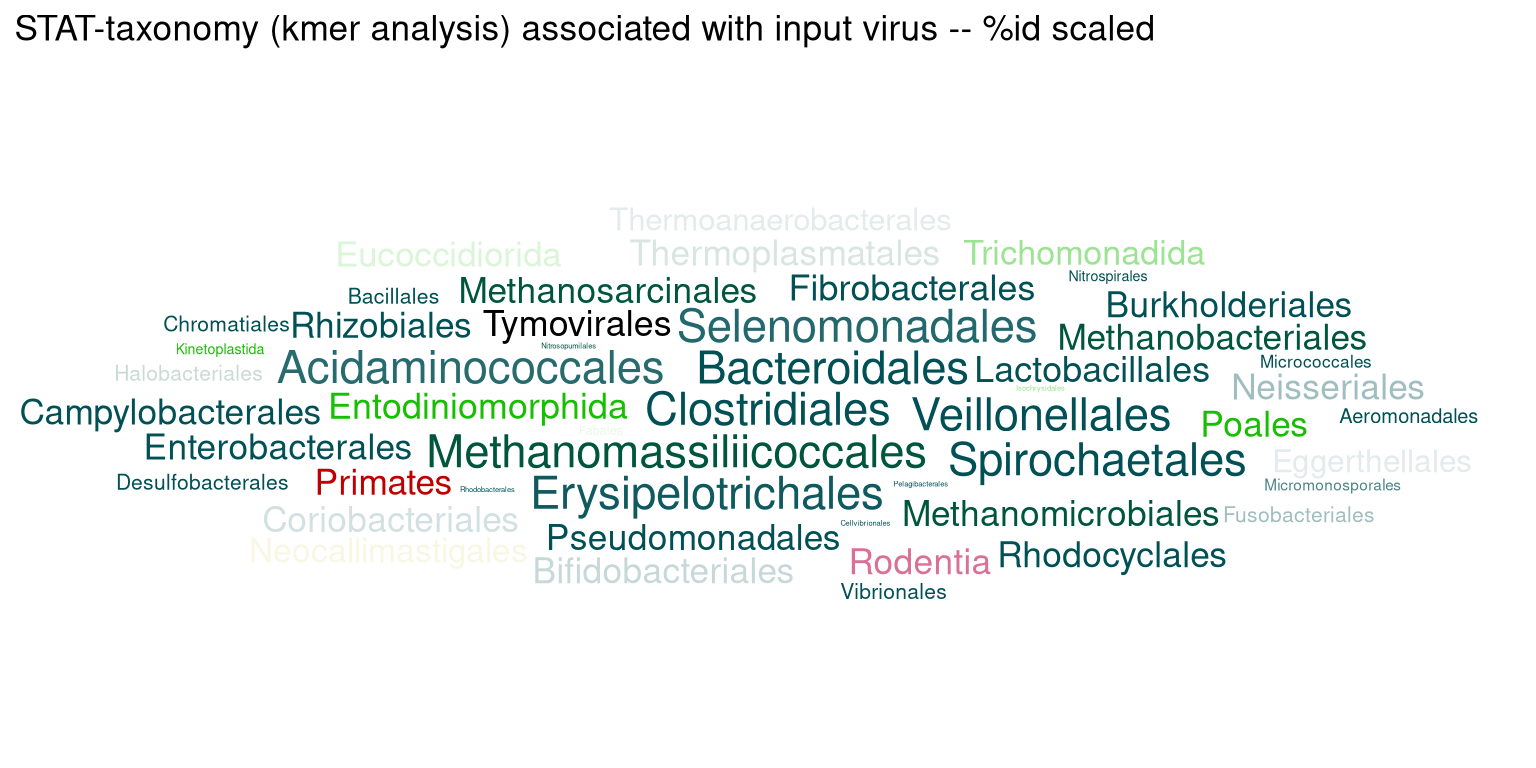 STAT-taxonomy (kmer analysis) associated with input virus -- %id scaled
Thermoanaerobacterales
Eucoccidiorida Thermoplasmatales Trichomonadida
Nitrospirales
Bacillales Methanosarcinales Fibrobacterales Burkholderiales
Chromatiales Rhizobiales Tymovirales Selenomonadales Methanobacteriales
Kinetoplastida Nitrosopumilales
Halobacteriales Acidaminococcales Bacteroidales Lactobacillales Micrococcales
Isochrysidales Neisseriales
Campylobacterales Entodiniomorphida Clostridiales Veillonellales Poales Aeromonadales
Fabales
Enterobacterales Methanomassiliicoccales Spirochaetales Eggerthellales
Desulfobacterales Primates Rhodobacterales Erysipelotrichales Pelagibacterales Micromonosporales
Coriobacteriales Cellvibrionales Methanomicrobiales Fusobacteriales
Neocallimastigales Pseudomonadales Rhodocyclales
Bifidobacteriales Rodentia
Vibrionales